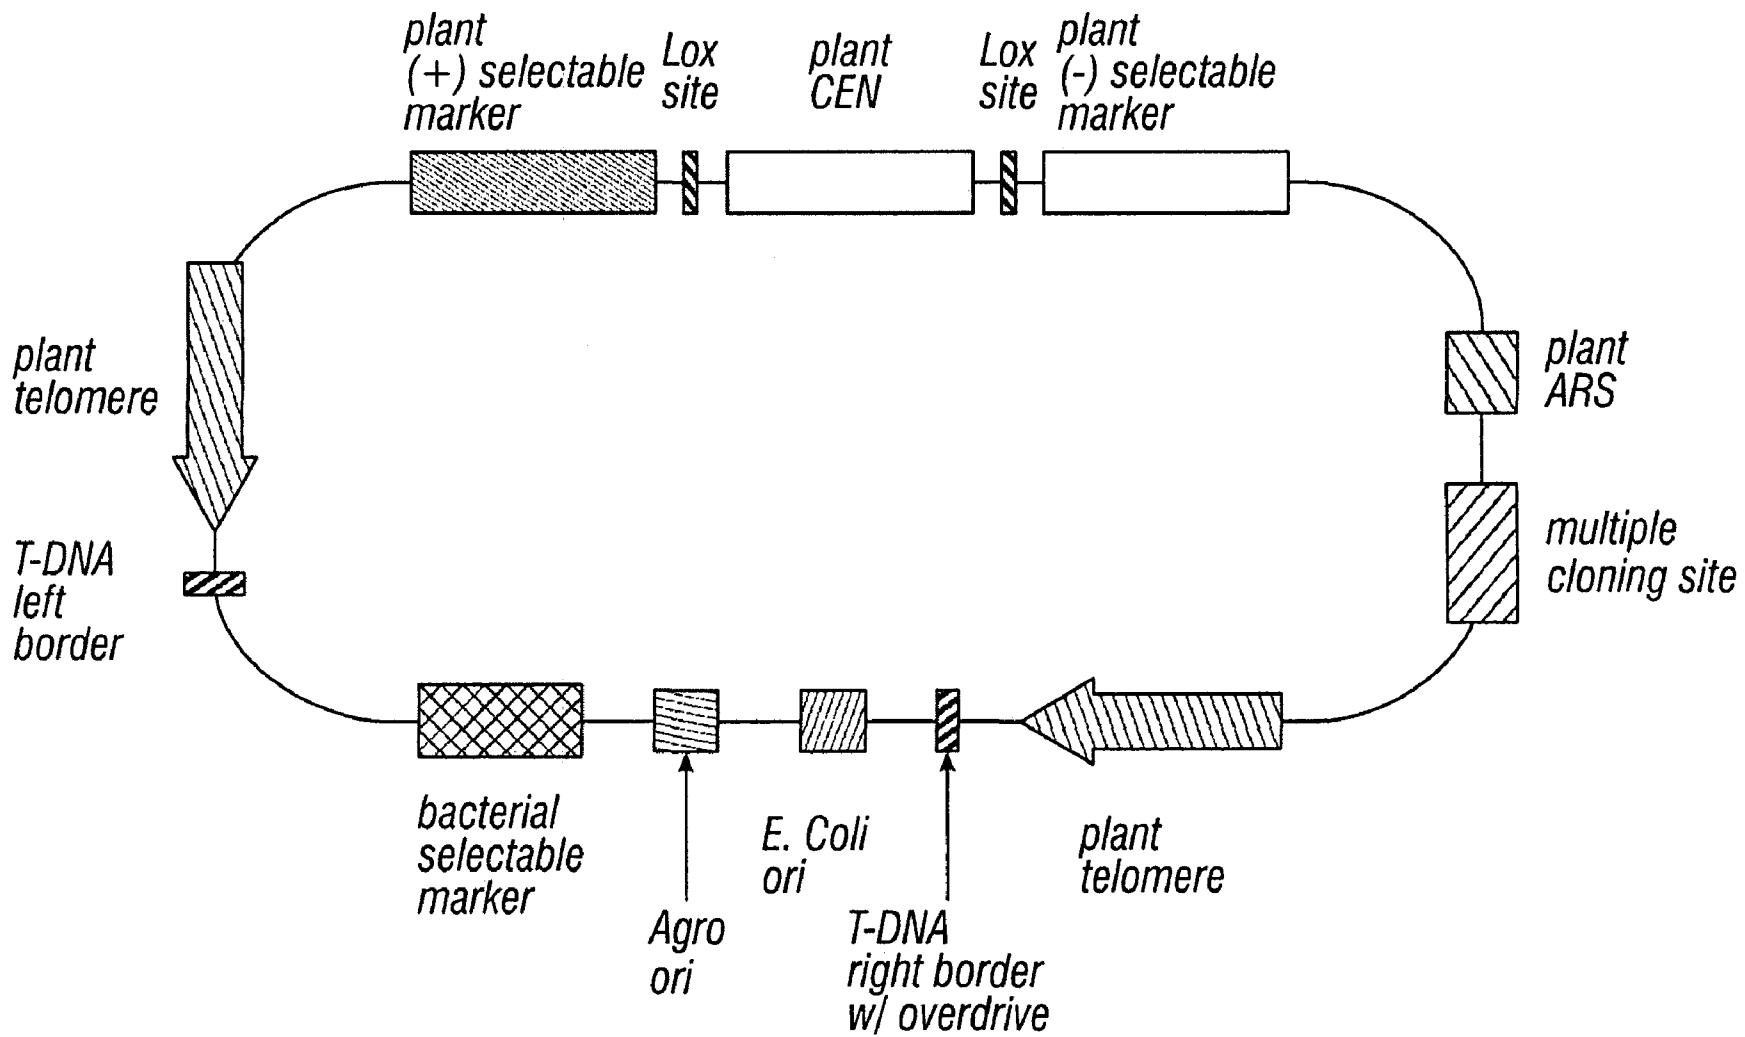 plant
(+) selectable
marker
Lox
site
plant
CEN
Lox
site
plant
(-) selectable
marker
plant
telomere
plant
ARS
multiple
cloning site
T-DNA
left
border
bacterial
selectable
marker
Agro
ori
E. Coli
ori
T-DNA
right border
w/ overdrive
plant
telomere